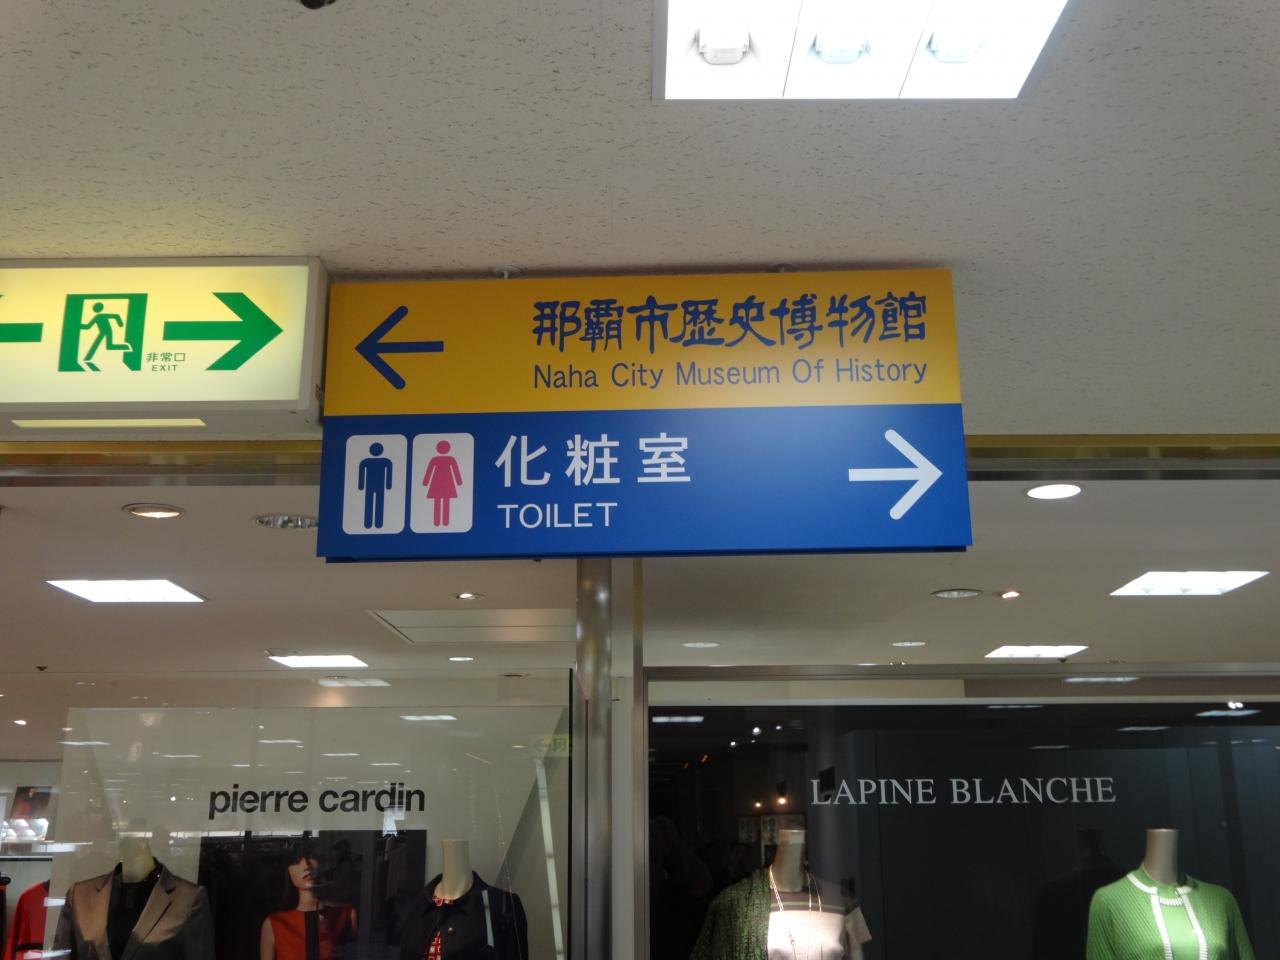 非常口
EXIT
那覇市歴史博物館
Naha City Museum Of History
化粧室
TOILET
pierre cardin
LAPINE BLANCHE